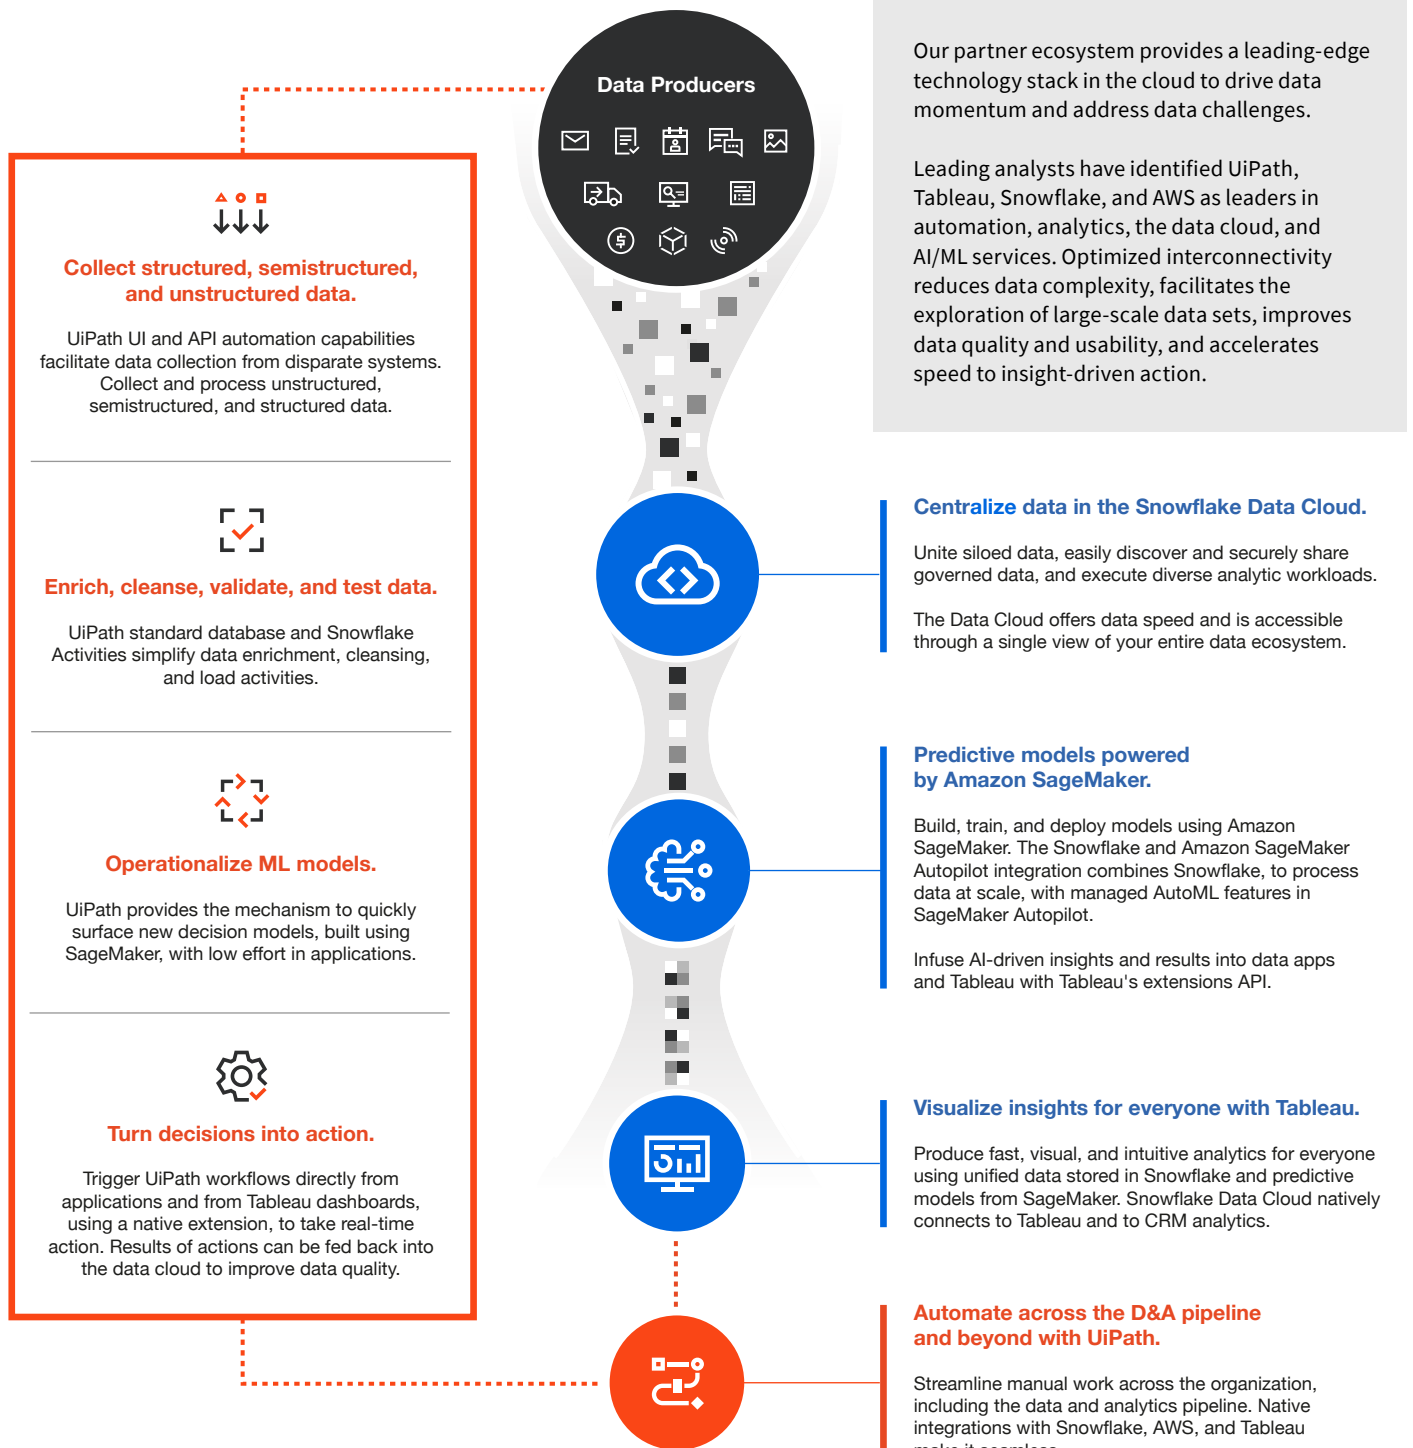 Data Producers
Our partner ecosystem provides a leading-edge
technology stack in the cloud to drive data
momentum and address data challenges.
Leading analysts have identified UiPath,
Tableau, Snowflake, and AWS as leaders in
automation, analytics, the data cloud, and
AI/ML services. Optimized interconnectivity
reduces data complexity, facilitates the
exploration of large-scale data sets, improves
data quality and usability, and accelerates
speed to insight-driven action.
Collect structured, semistructured,
and unstructured data.
UiPath UI and API automation capabilities
facilitate data collection from disparate systems.
Collect and process unstructured,
semistructured, and structured data.
Enrich, cleanse, validate, and test data.
UiPath standard database and Snowflake
Activities simplify data enrichment, cleansing,
and load activities.
Operationalize ML models.
UiPath provides the mechanism to quickly
surface new decision models, built using
SageMaker, with low effort in applications.
Turn decisions into action.
Trigger UiPath workflows directly from
applications and from Tableau dashboards,
using a native extension, to take real-time
action. Results of actions can be fed back into
the data cloud to improve data quality.
Centralize data in the Snowflake Data Cloud.
Unite siloed data, easily discover and securely share
governed data, and execute diverse analytic workloads.
The Data Cloud offers data speed and is accessible
through a single view of your entire data ecosystem.
Predictive models powered
by Amazon SageMaker.
Build, train, and deploy models using Amazon
SageMaker. The Snowflake and Amazon SageMaker
Autopilot integration combines Snowflake, to process
data at scale, with managed AutoML features in
SageMaker Autopilot.
Infuse AI-driven insights and results into data apps
and Tableau with Tableau's extensions API.
Visualize insights for everyone with Tableau.
Produce fast, visual, and intuitive analytics for everyone
using unified data stored in Snowflake and predictive
models from SageMaker. Snowflake Data Cloud natively
connects to Tableau and to CRM analytics.
Automate across the D&A pipeline
and beyond with UiPath.
Streamline manual work across the organization,
including the data and analytics pipeline. Native
integrations with Snowflake, AWS, and Tableau
make it seamless.